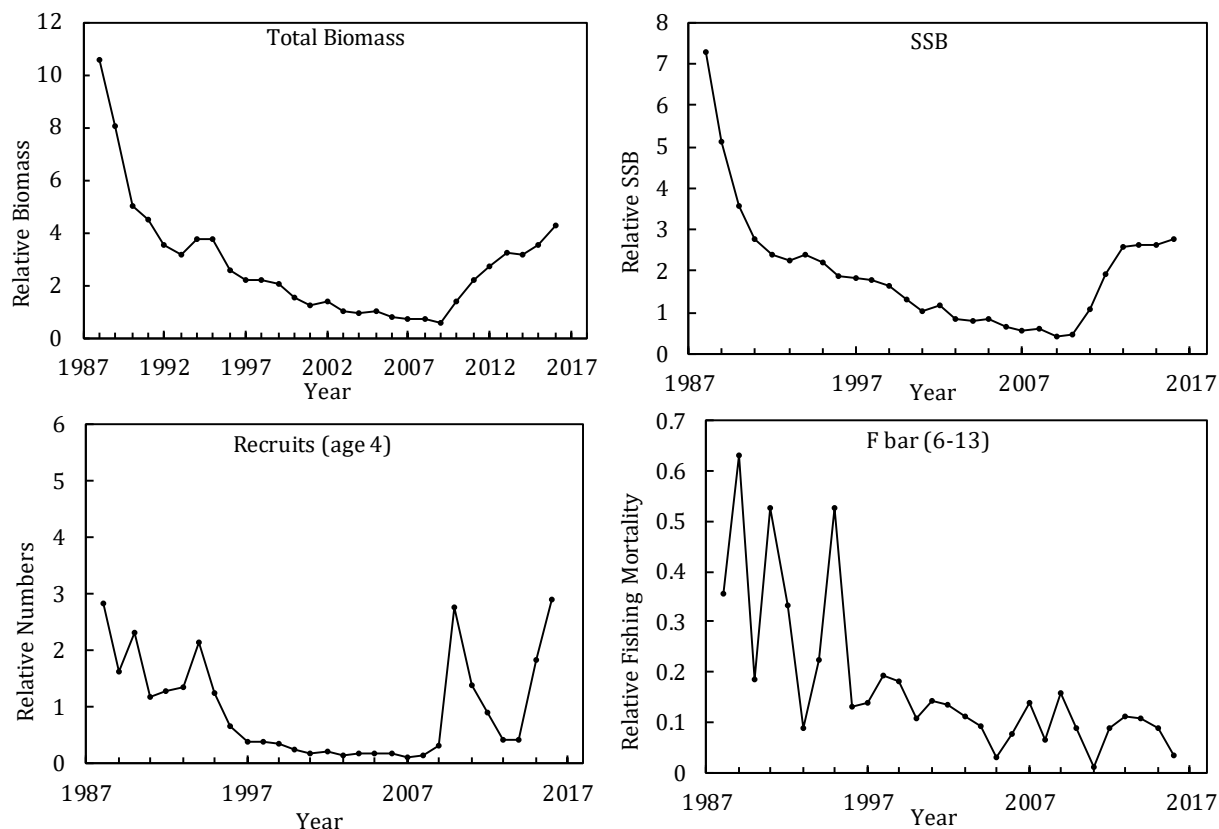 Total Biomass
12
10
8
6
4
2
0
Relative Biomass
1987 1992 1997 2002 2007 2012 2017
Year
SSB
8
7
6
5
4
3
2
1
0
Relative SSB
1987 1997 2007 2017
Year
Recruits (age 4)
6
5
4
3
2
1
0
Relative Numbers
1987 1997 2007 2017
Year
F bar (6-13)
0.7
0.6
0.5
0.4
0.3
0.2
0.1
0
Relative Fishing Mortality
1987 1997 2007 2017
Year